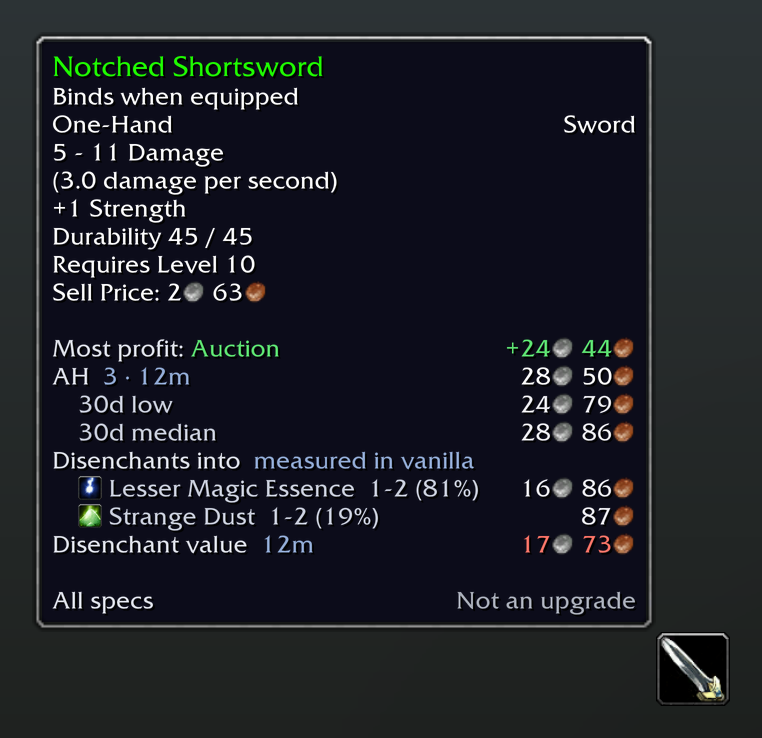 Notched Shortsword
Binds when equipped
One-Hand Sword
5 - 11 Damage
(3.0 damage per second)
+1 Strength
Durability 45 / 45
Requires Level 10
Sell Price: 2 63
Most profit: Auction +24 44
AH 3 · 12m 28 50
30d low 24 79
30d median 28 86
Disenchants into measured in vanilla
Lesser Magic Essence 1-2 (81%) 16 86
Strange Dust 1-2 (19%) 87
Disenchant value 12m 17 73
All specs Not an upgrade